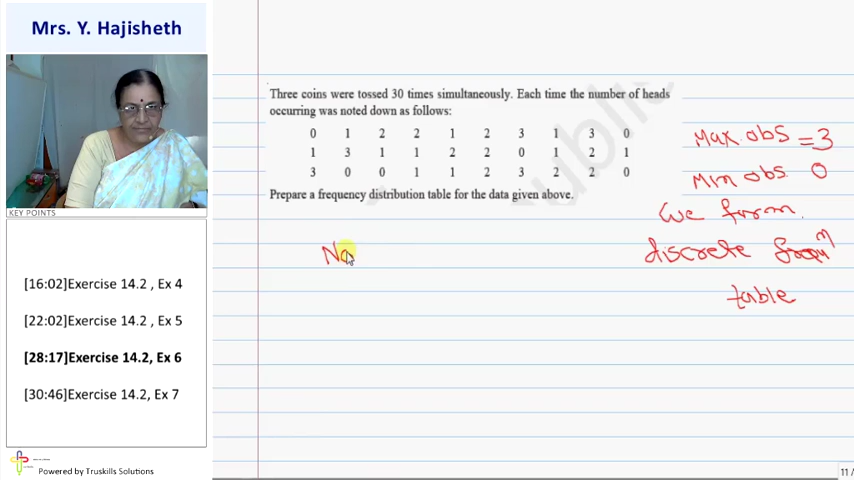 Mrs. Y. Hajisheth
KEY POINTS
[16:02]Exercise 14.2 , Ex 4
[22:02]Exercise 14.2 , Ex 5
[28:17]Exercise 14.2, Ex 6
[30:46]Exercise 14.2, Ex 7
Powered by Truskills Solutions
Three coins were tossed 30 times simultaneously. Each time the number of heads
occurring was noted down as follows:
0 1 2 2 1 2 3 1 3 0
1 3 1 1 2 2 0 1 2 1
3 0 0 1 1 2 3 2 2 0
Prepare a frequency distribution table for the data given above.
Max obs = 3
Min obs 0
We form
discrete
table
No
11/